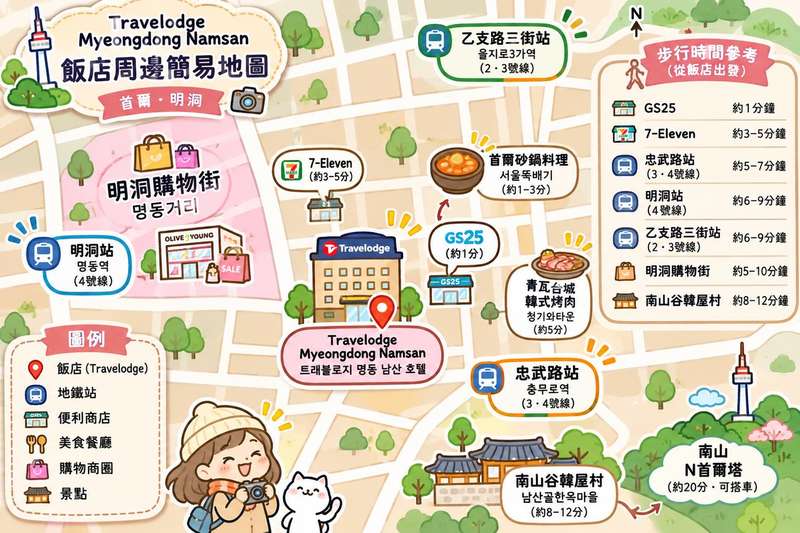 Travelodge
Myeongdong Namsan
飯店周邊簡易地圖
首爾・明洞
乙支路三街站
을지로3가역
(2・3號線)
N
步行時間參考
(從飯店出發)
GS25 約1分鐘
7-Eleven 約3-5分鐘
忠武路站
(3・4號線) 約5-7分鐘
明洞站
(4號線) 約6-9分鐘
乙支路三街站
(2・3號線) 約6-9分鐘
明洞購物街 約5-10分鐘
南山谷韓屋村 約8-12分鐘
明洞購物街
명동거리
OLIVE YOUNG
SALE
7-Eleven
(約3-5分)
首爾砂鍋料理
서울뚝배기
(約1-3分)
GS25
(約1分)
GS25
明洞站
명동역
(4號線)
Travelodge
Travelodge
Myeongdong Namsan
트래블로지 명동 남산 호텔
青瓦台城
韓式烤肉
청기와타운
(約5分)
忠武路站
충무로역
(3・4號線)
圖例
飯店 (Travelodge)
地鐵站
便利商店
美食餐廳
購物商圈
景點
南山谷韓屋村
남산골한옥마을
(約8-12分)
南山
N首爾塔
(約20分・可搭車)